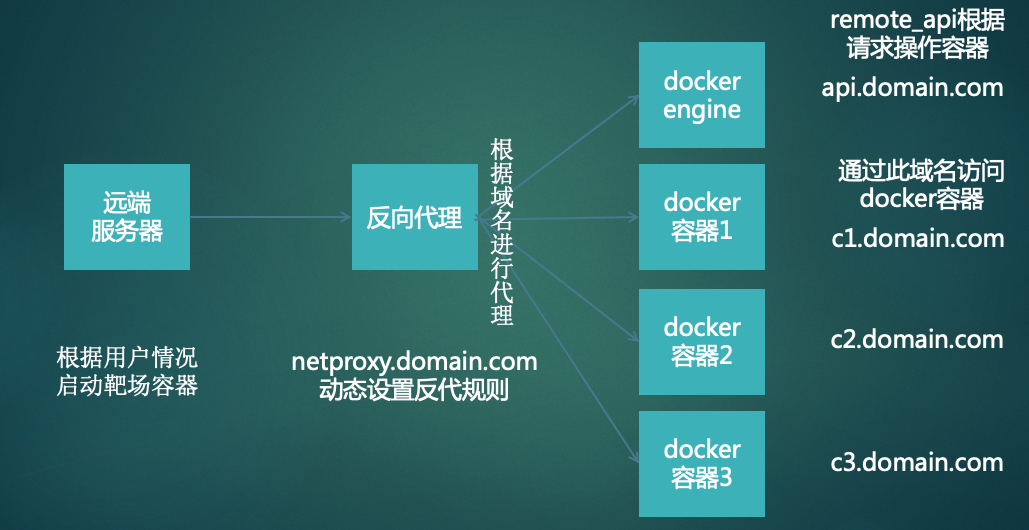 remote_api根据
请求操作容器
docker
engine
api.domain.com
根据域名进行代理
远端
服务器
反向代理
docker
容器1
通过此域名访问
docker容器
c1.domain.com
docker
容器2
c2.domain.com
根据用户情况
启动靶场容器
netproxy.domain.com
动态设置反代规则
docker
容器3
c3.domain.com